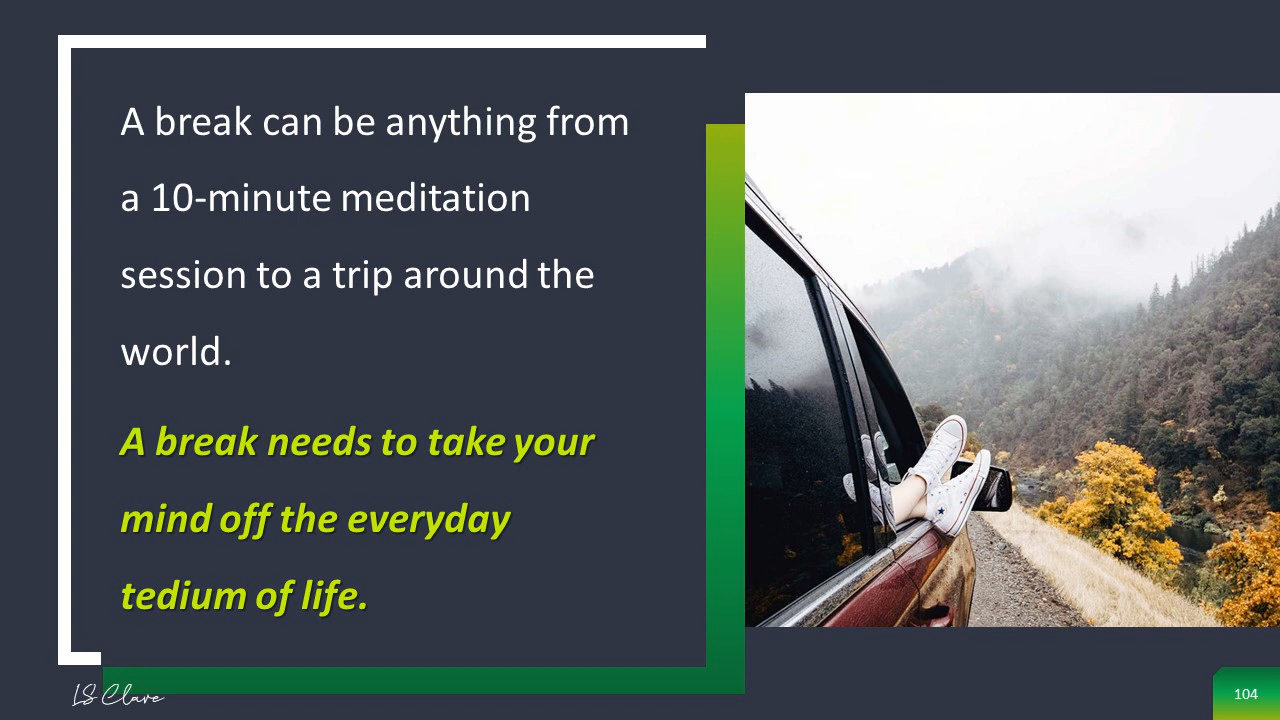 A break can be anything from
a 10-minute meditation
session to a trip around the
world.
A break needs to take your
mind off the everyday
tedium of life.
LS Clave
104